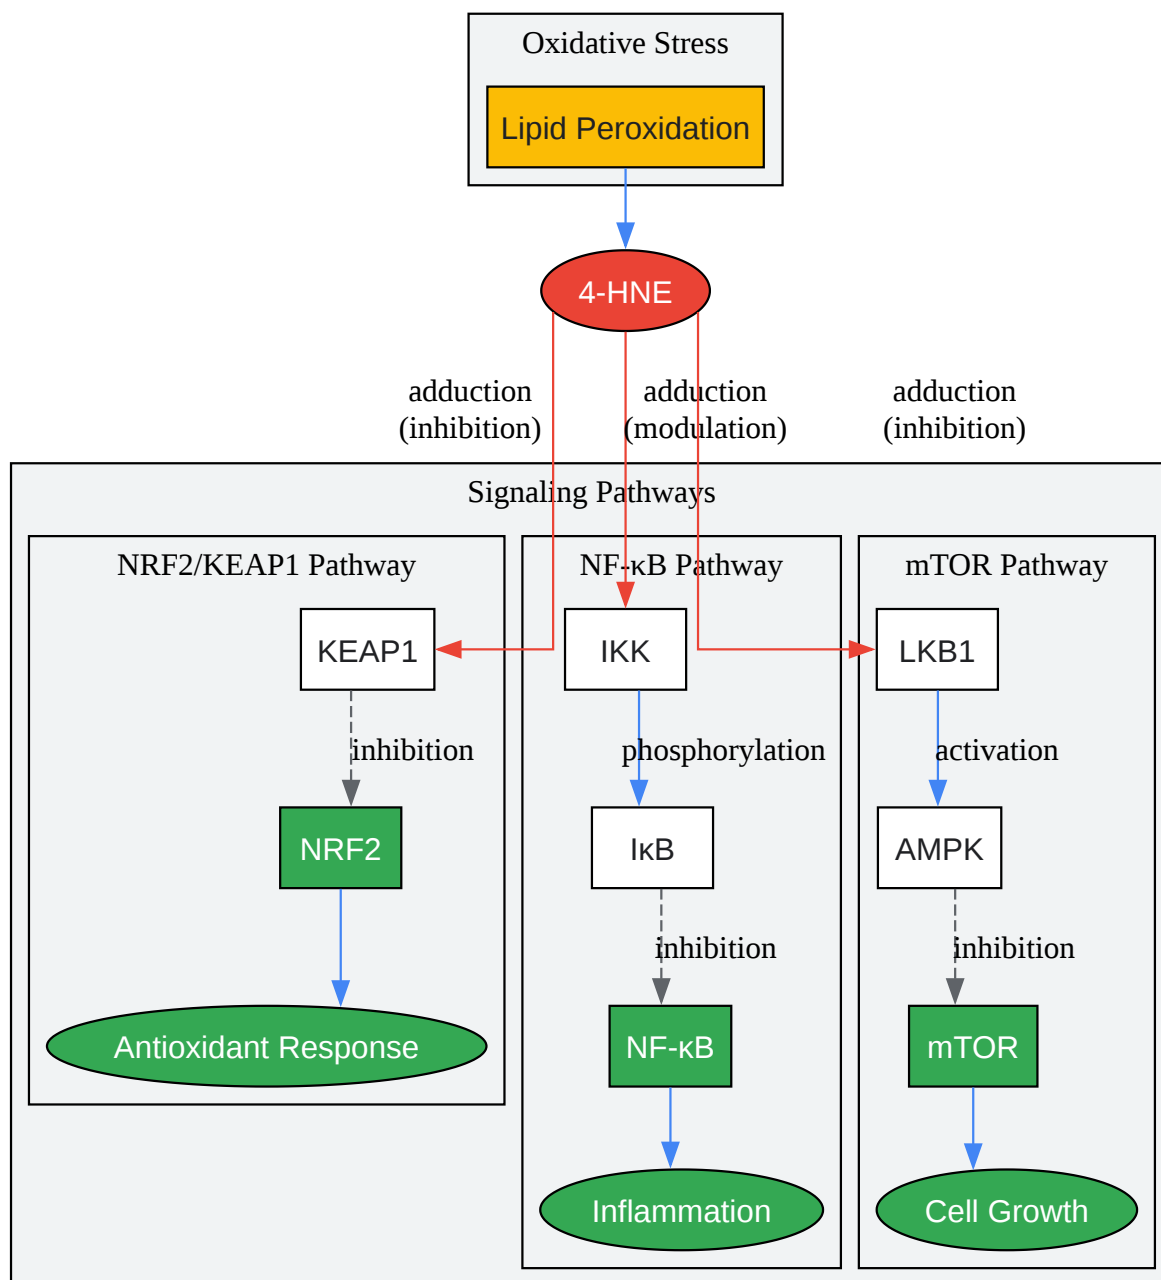 Oxidative Stress
Lipid Peroxidation
4-HNE
adduction
(inhibition)
adduction
(modulation)
adduction
(inhibition)
Signaling Pathways
NRF2/KEAP1 Pathway
NF-κB Pathway
mTOR Pathway
KEAP1
IKK
LKB1
inhibition
phosphorylation
activation
NRF2
IκB
AMPK
inhibition
inhibition
Antioxidant Response
NF-κB
mTOR
Inflammation
Cell Growth